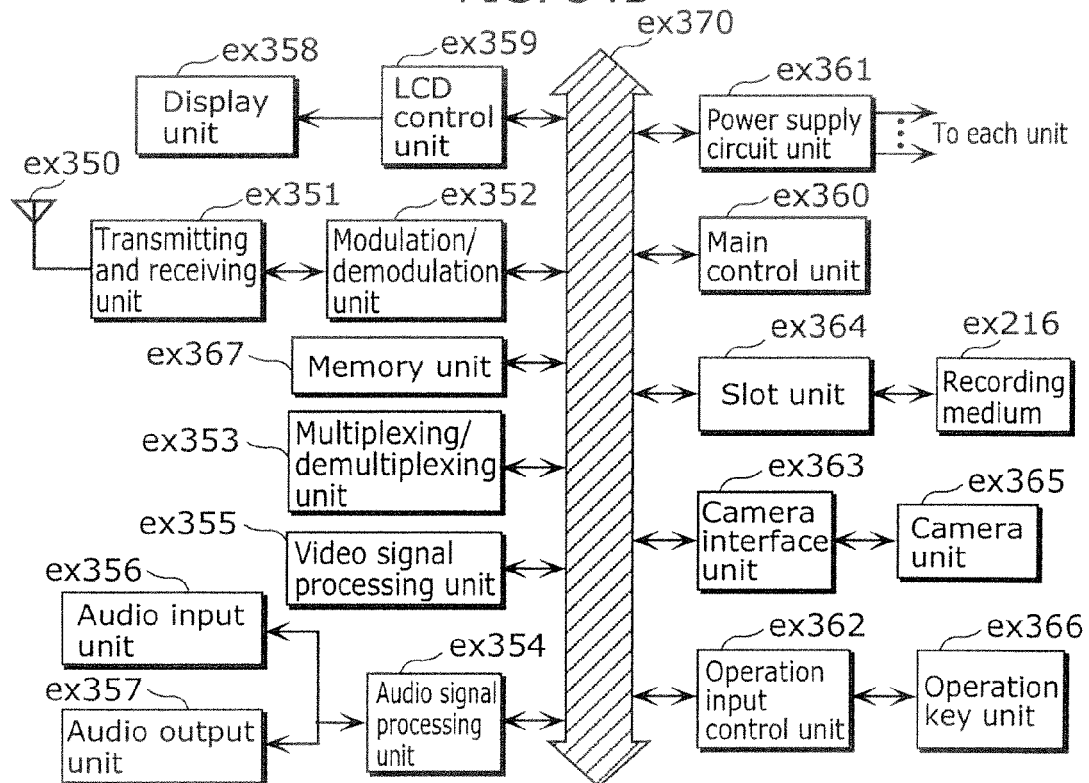 ex370
ex358
ex359
ex361
Display
unit
LCD
control
unit
Power supply
circuit unit
To each unit
ex350
ex351
ex352
ex360
Transmitting
and receiving
unit
Modulation/
demodulation
unit
Main
control unit
ex367
Memory unit
ex364
ex216
Slot unit
Recording
medium
ex353
Multiplexing/
demultiplexing
unit
ex363
ex365
Camera
interface
unit
Camera
unit
ex355
Video signal
processing unit
ex356
Audio input
unit
ex354
ex362
ex366
Audio signal
processing
unit
Operation
input
control unit
Operation
key unit
ex357
Audio output
unit